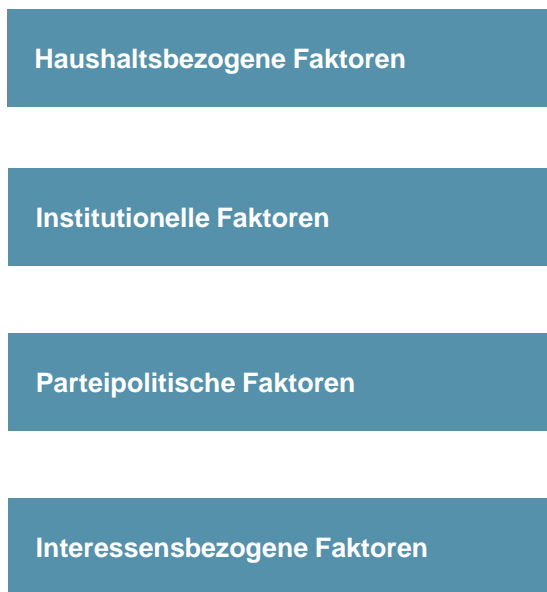 Haushaltsbezogene Faktoren
Institutionelle Faktoren
Parteipolitische Faktoren
Interessensbezogene Faktoren